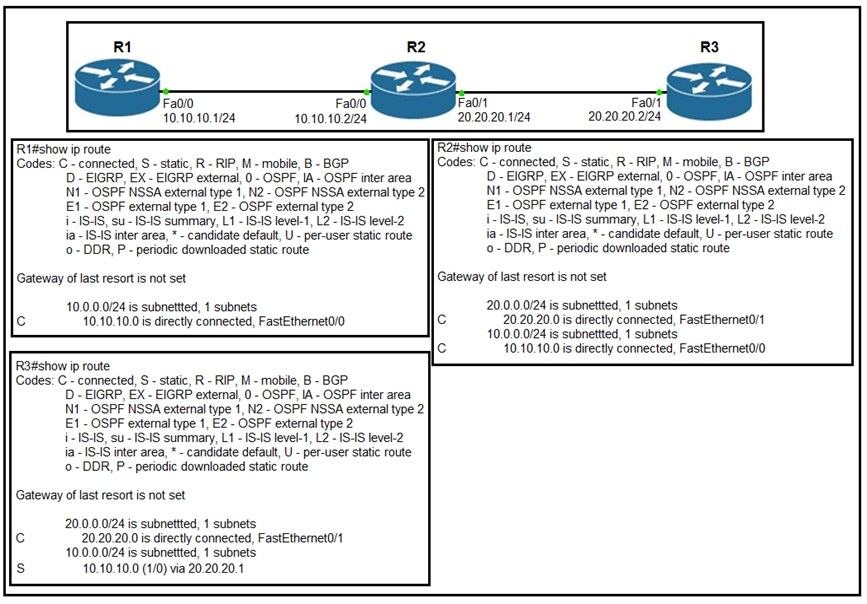 R1
R2
R3
Fa0/0
10.10.10.1/24
Fa0/0
10.10.10.2/24
Fa0/1
20.20.20.1/24
Fa0/1
20.20.20.2/24
R1#show ip route
Codes: C - connected, S - static, R - RIP, M - mobile, B - BGP
D - EIGRP, EX - EIGRP external, 0 - OSPF, IA - OSPF inter area
N1 - OSPF NSSA external type 1, N2 - OSPF NSSA external type 2
E1 - OSPF external type 1, E2 - OSPF external type 2
i - IS-IS, su - IS-IS summary, L1 - IS-IS level-1, L2 - IS-IS level-2
ia - IS-IS inter area, * - candidate default, U - per-user static route
o - DDR, P - periodic downloaded static route
Gateway of last resort is not set
10.0.0.0/24 is subnettted, 1 subnets
C 10.10.10.0 is directly connected, FastEthernet0/0
R2#show ip route
Codes: C - connected, S - static, R - RIP, M - mobile, B - BGP
D - EIGRP, EX - EIGRP external, 0 - OSPF, IA - OSPF inter area
N1 - OSPF NSSA external type 1, N2 - OSPF NSSA external type 2
E1 - OSPF external type 1, E2 - OSPF external type 2
i - IS-IS, su - IS-IS summary, L1 - IS-IS level-1, L2 - IS-IS level-2
ia - IS-IS inter area, * - candidate default, U - per-user static route
o - DDR, P - periodic downloaded static route
Gateway of last resort is not set
20.0.0.0/24 is subnettted, 1 subnets
C 20.20.20.0 is directly connected, FastEthernet0/1
10.0.0.0/24 is subnettted, 1 subnets
C 10.10.10.0 is directly connected, FastEthernet0/0
R3#show ip route
Codes: C - connected, S - static, R - RIP, M - mobile, B - BGP
D - EIGRP, EX - EIGRP external, 0 - OSPF, IA - OSPF inter area
N1 - OSPF NSSA external type 1, N2 - OSPF NSSA external type 2
E1 - OSPF external type 1, E2 - OSPF external type 2
i - IS-IS, su - IS-IS summary, L1 - IS-IS level-1, L2 - IS-IS level-2
ia - IS-IS inter area, * - candidate default, U - per-user static route
o - DDR, P - periodic downloaded static route
Gateway of last resort is not set
20.0.0.0/24 is subnettted, 1 subnets
C 20.20.20.0 is directly connected, FastEthernet0/1
10.0.0.0/24 is subnettted, 1 subnets
S 10.10.10.0 (1/0) via 20.20.20.1